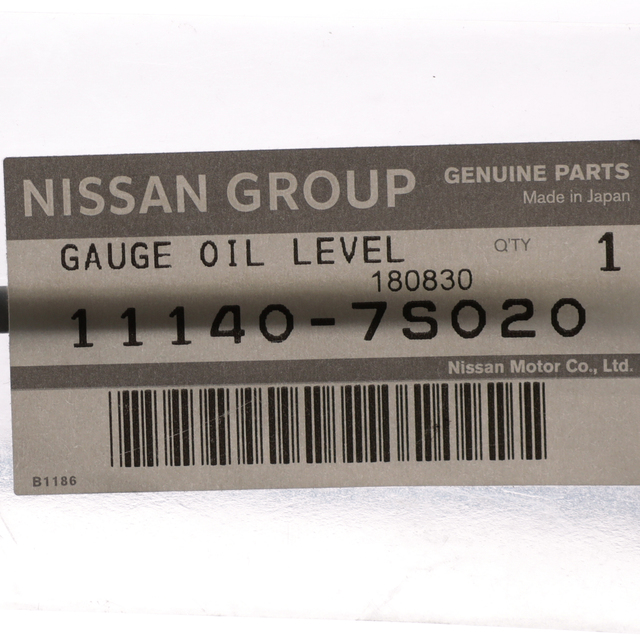 NISSAN GROUP
GENUINE PARTS
Made in Japan
GAUGE OIL LEVEL
Q'TY
1
180830
11140-7S020
Nissan Motor Co., Ltd.
B1186